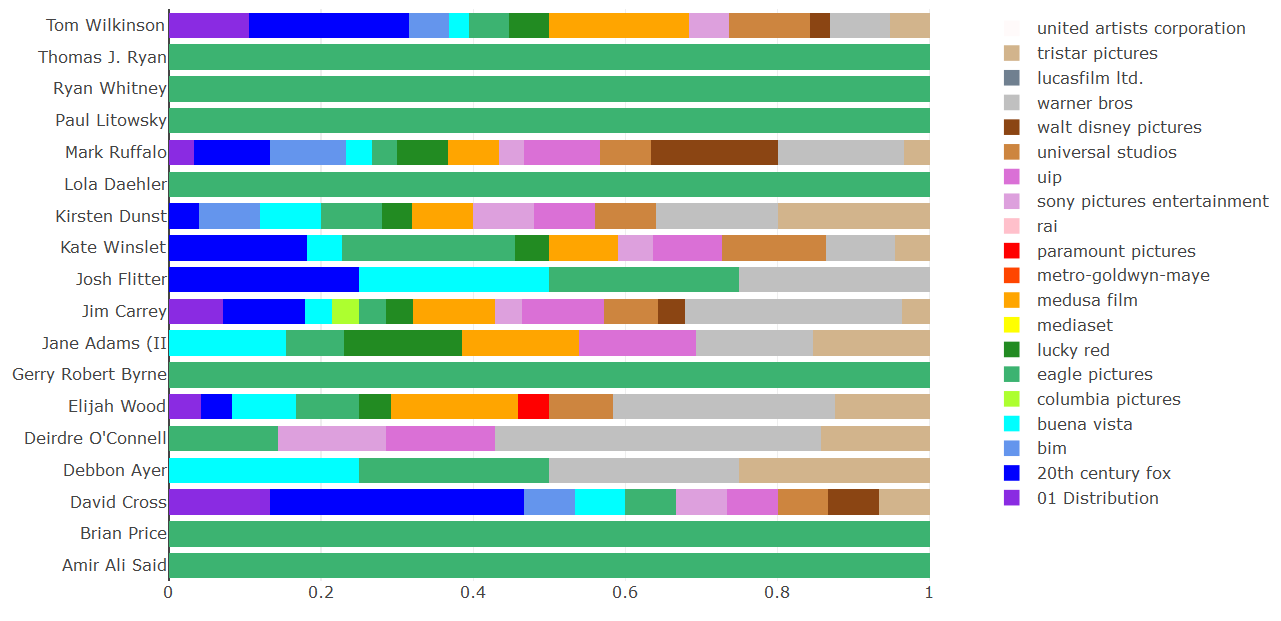 Tom Wilkinson
Thomas J. Ryan
Ryan Whitney
Paul Litowsky
Mark Ruffalo
Lola Daehler
Kirsten Dunst
Kate Winslet
Josh Flitter
Jim Carrey
Jane Adams (II
Gerry Robert Byrne
Elijah Wood
Deirdre O'Connell
Debbon Ayer
David Cross
Brian Price
Amir Ali Said
0 0.2 0.4 0.6 0.8 1
united artists corporation
tristar pictures
lucasfilm ltd.
warner bros
walt disney pictures
universal studios
uip
sony pictures entertainment
rai
paramount pictures
metro-goldwyn-maye
medusa film
mediaset
lucky red
eagle pictures
columbia pictures
buena vista
bim
20th century fox
01 Distribution